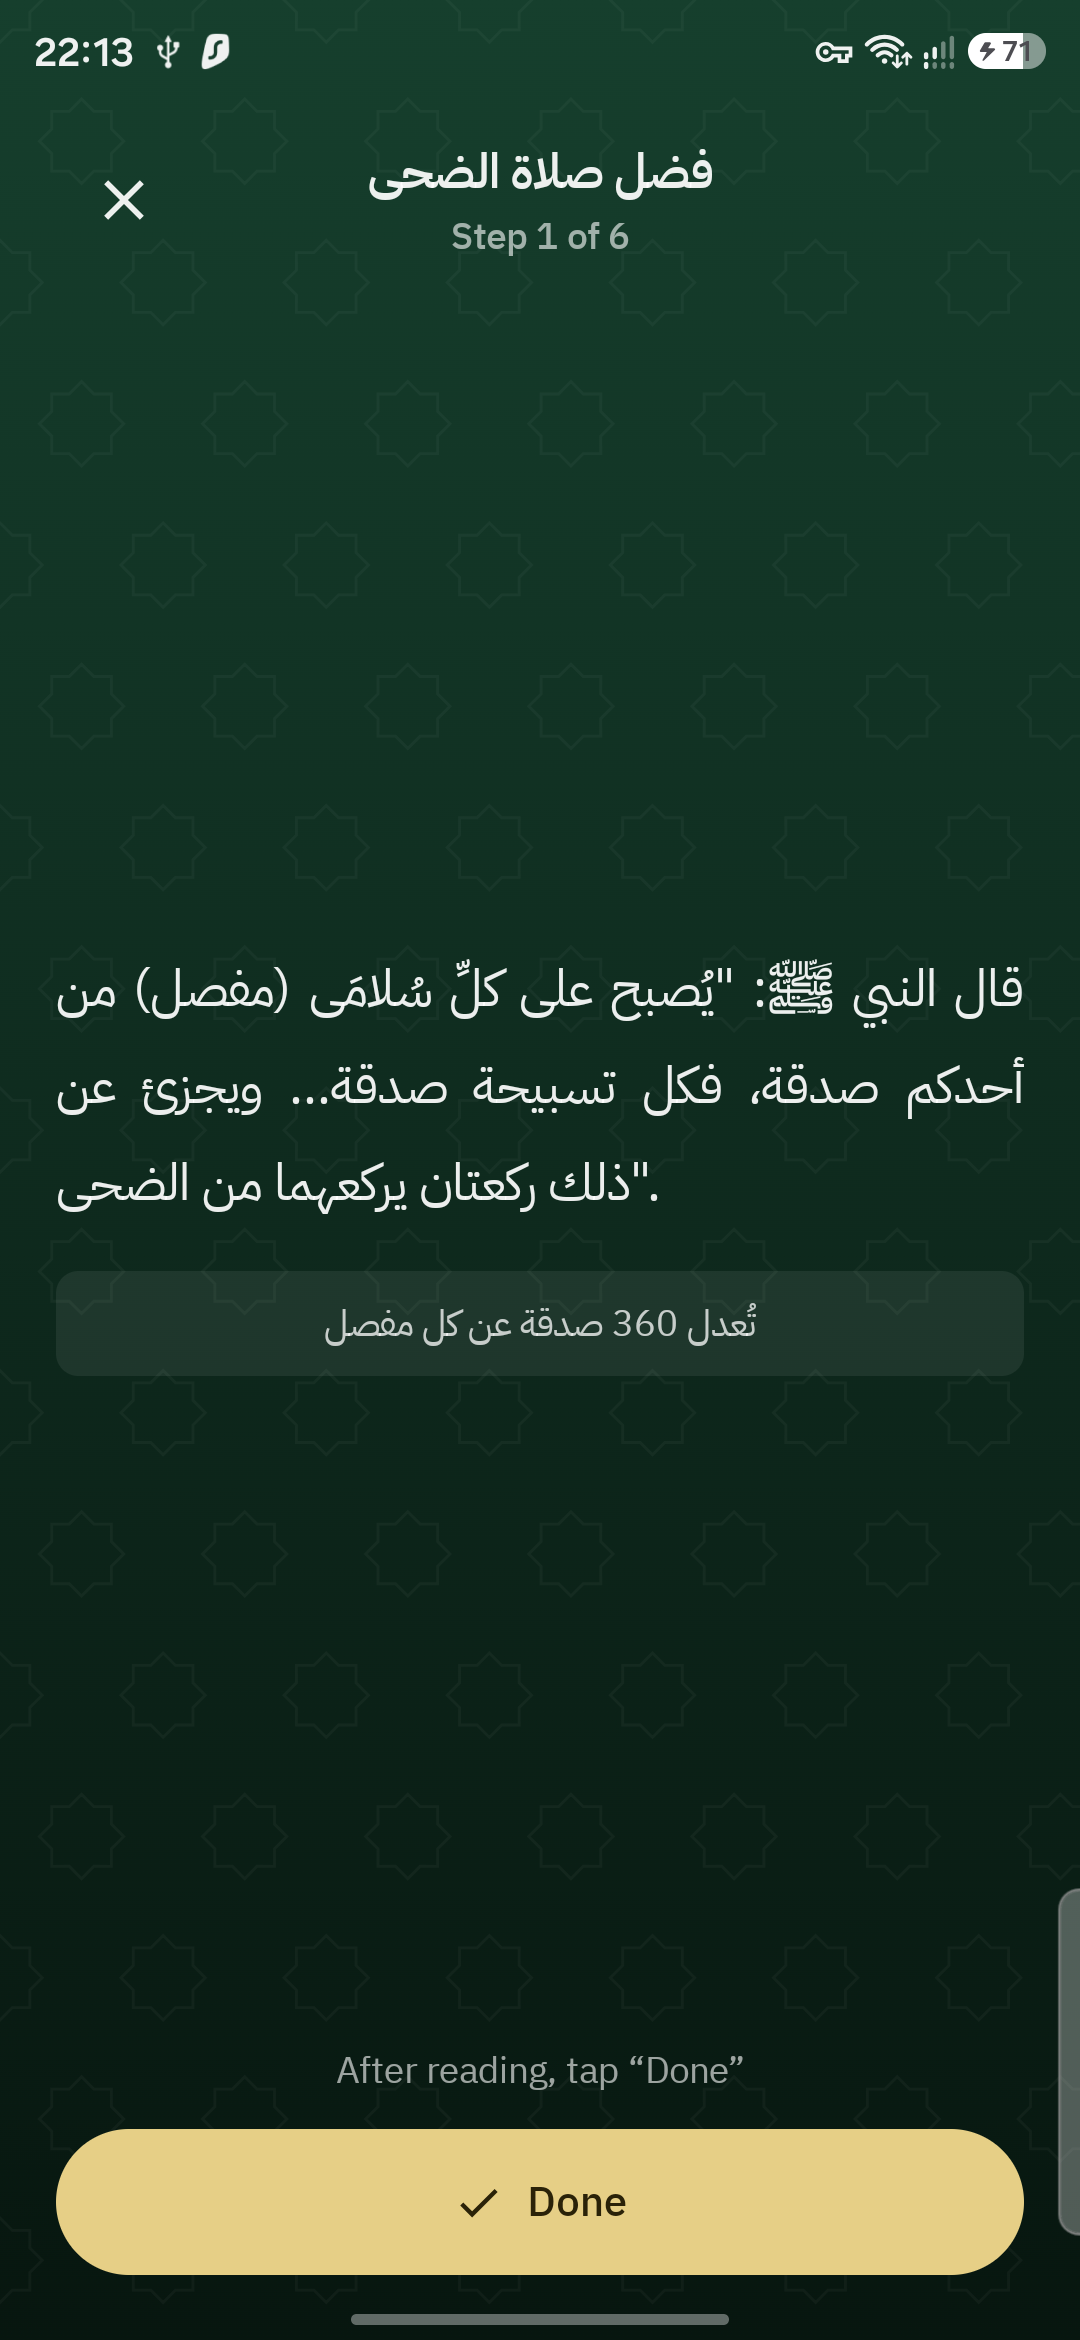 22:13
71
فضل صلاة الضحى
Step 1 of 6
قال النبي ﷺ: "يُصبح على كلِّ سُلامَى (مفصل) من
أحدكم صدقة، فكل تسبيحة صدقة... ويجزئ عن
ذلك ركعتان يركعهما من الضحى".
تُعدل 360 صدقة عن كل مفصل
After reading, tap “Done”
Done